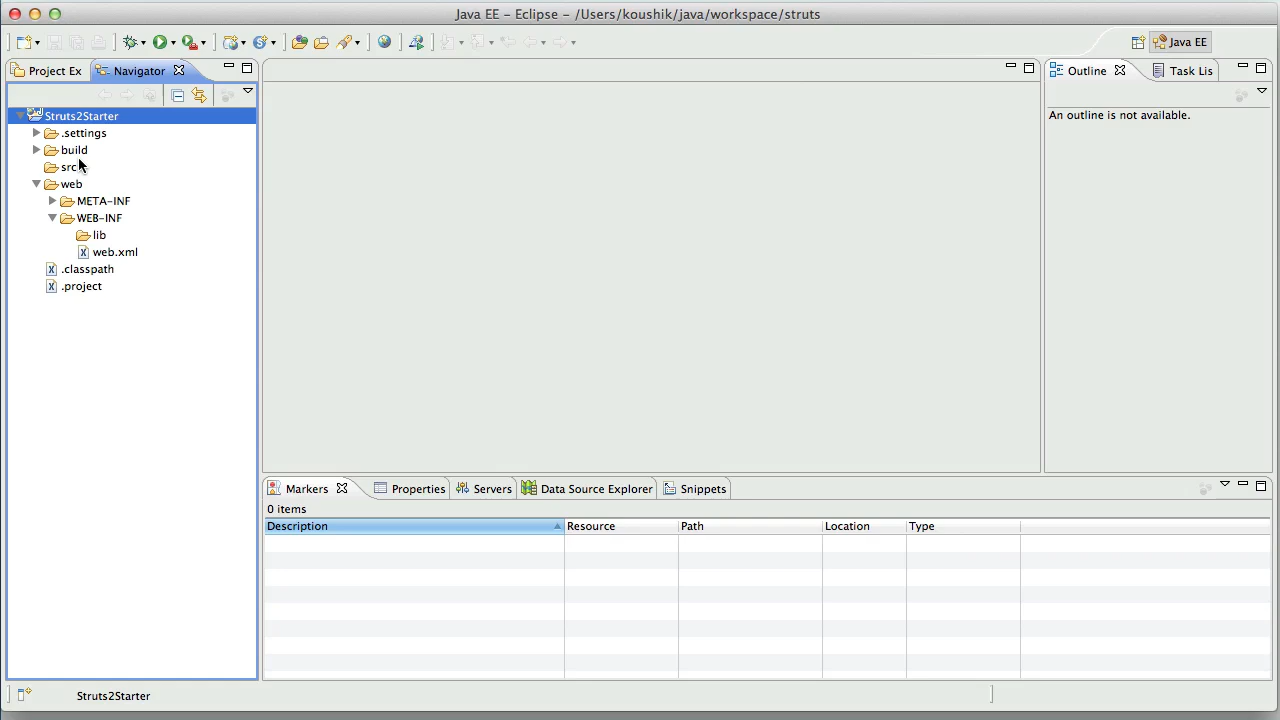 Java EE - Eclipse - /Users/koushik/java/workspace/struts
Java EE
Project Ex
Navigator
Outline
Task Lis
Struts2Starter
.settings
build
src
web
META-INF
WEB-INF
lib
web.xml
.classpath
.project
An outline is not available.
Markers
Properties
Servers
Data Source Explorer
Snippets
0 items
Description Resource Path Location Type
Struts2Starter